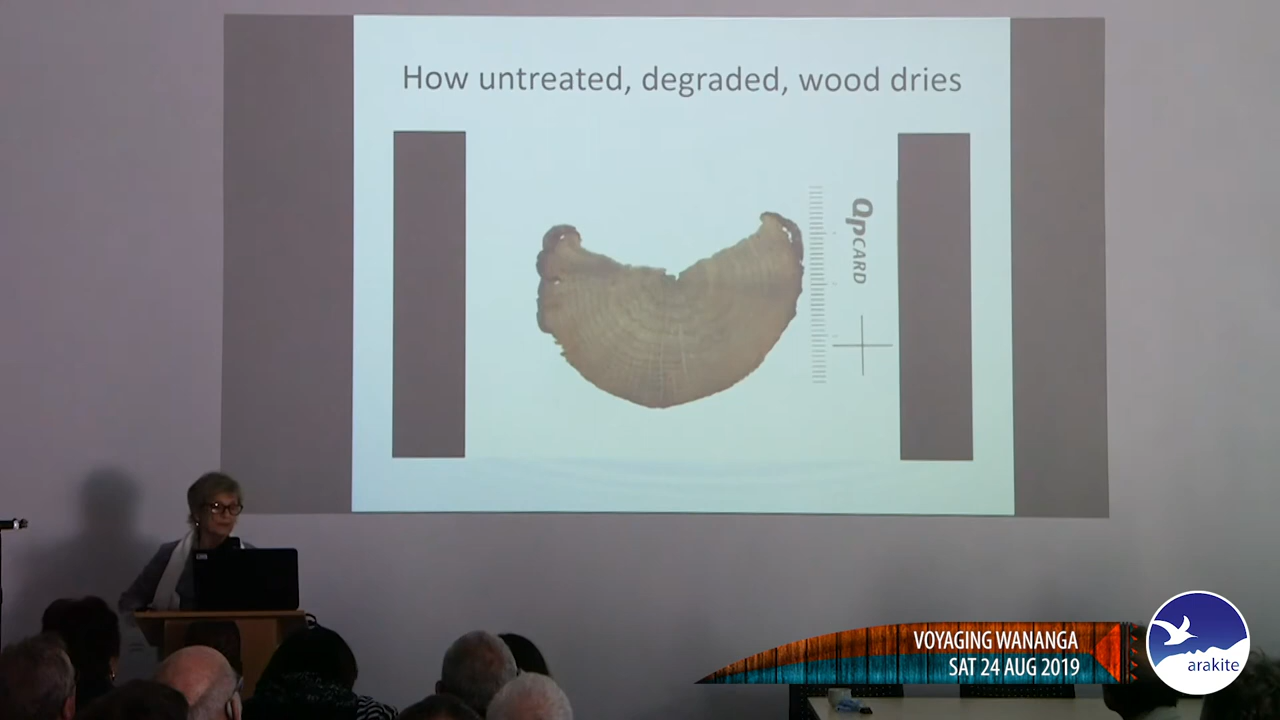 How untreated, degraded, wood dries
QPCARD
VOYAGING WANANGA
SAT 24 AUG 2019
arakite